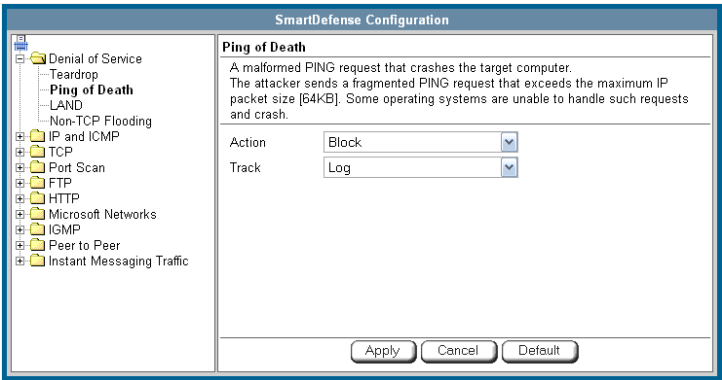 SmartDefense Configuration
Denial of Service
Teardrop
Ping of Death
LAND
Non-TCP Flooding
IP and ICMP
TCP
Port Scan
FTP
HTTP
Microsoft Networks
IGMP
Peer to Peer
Instant Messaging Traffic
Ping of Death
A malformed PING request that crashes the target computer.
The attacker sends a fragmented PING request that exceeds the maximum IP
packet size [64KB]. Some operating systems are unable to handle such requests
and crash.
Action Block
Track Log
Apply Cancel Default